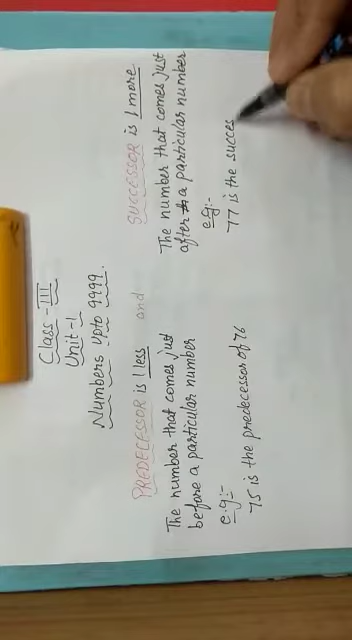 Class - III
Unit - 1
Numbers upto 9999.
PREDECESSOR is 1 less and SUCCESSOR is 1 more
The number that comes just
before a particular number
e.g:-
75 is the predecessor of 76
The number that comes just
after a particular number
e.g:-
77 is the succes